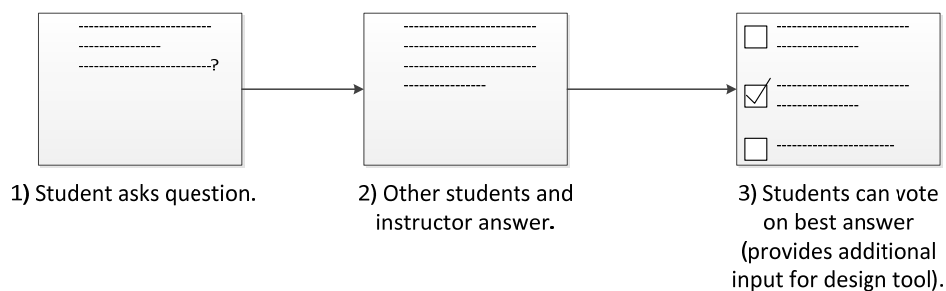 ?
1) Student asks question.
2) Other students and
instructor answer.
3) Students can vote
on best answer
(provides additional
input for design tool).